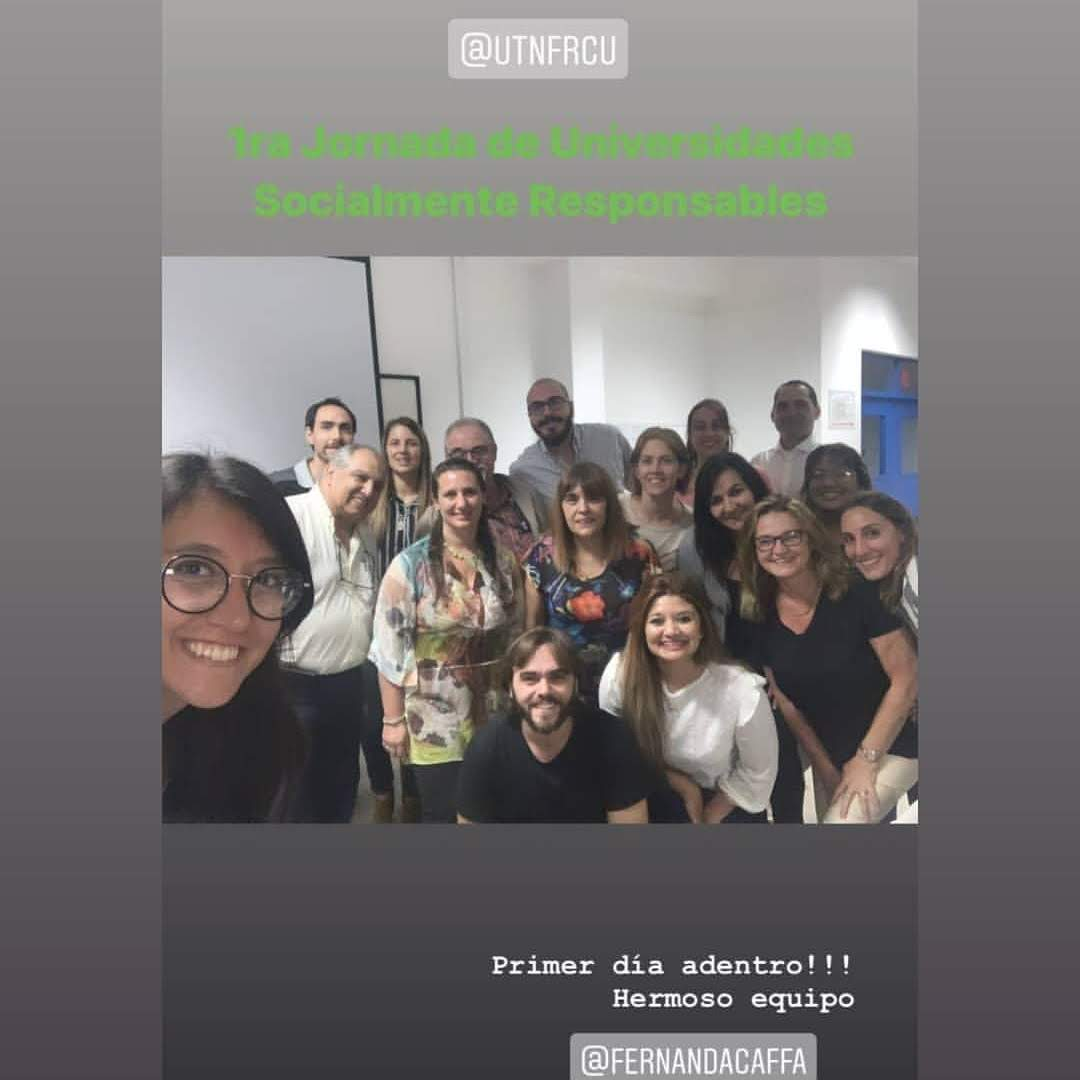 @UTNFRCU
1ra Jornada de Universidades
Socialmente Responsables
Primer día adentro!!!
Hermoso equipo
@FERNANDACAFFA